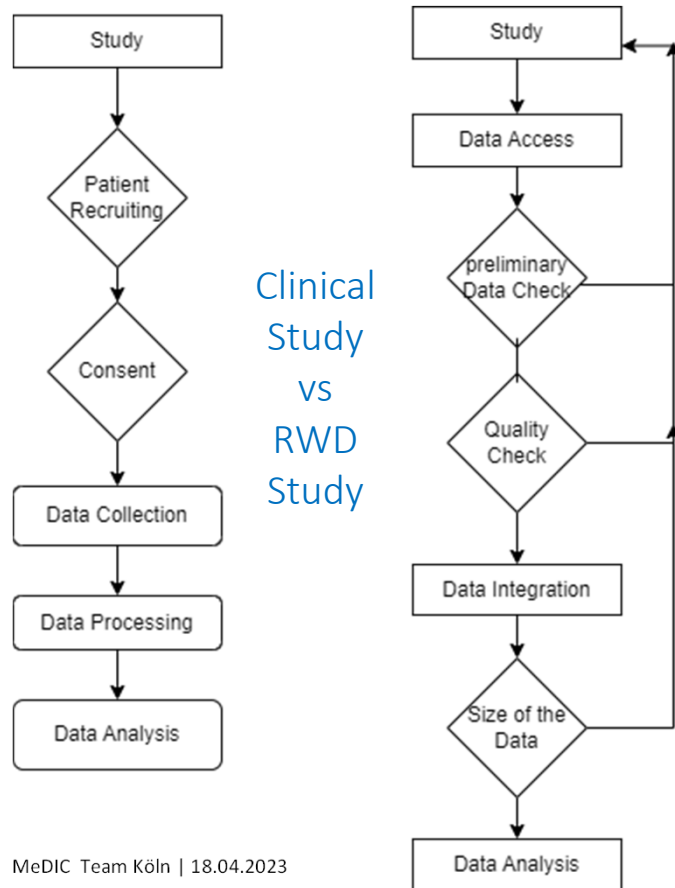 Study
Patient
Recruiting
Consent
Data Collection
Data Processing
Data Analysis
Clinical
Study
vs
RWD
Study
Study
Data Access
preliminary
Data Check
Quality
Check
Data Integration
Size of the
Data
Data Analysis
MeDIC Team Köln | 18.04.2023